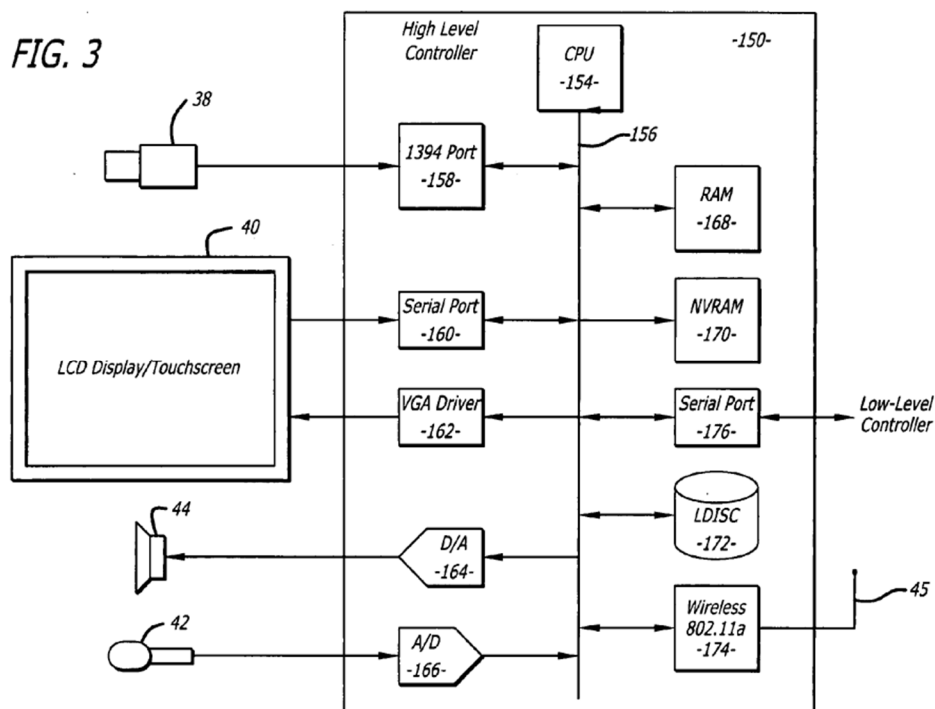 FIG. 3
High Level
Controller
-150-
CPU
-154-
38
156
1394 Port
-158-
RAM
-168-
40
LCD Display/Touchscreen
Serial Port
-160-
NVRAM
-170-
VGA Driver
-162-
Serial Port
-176-
Low-Level
Controller
44
D/A
-164-
LDISC
-172-
45
42
A/D
-166-
Wireless
802.11a
-174-